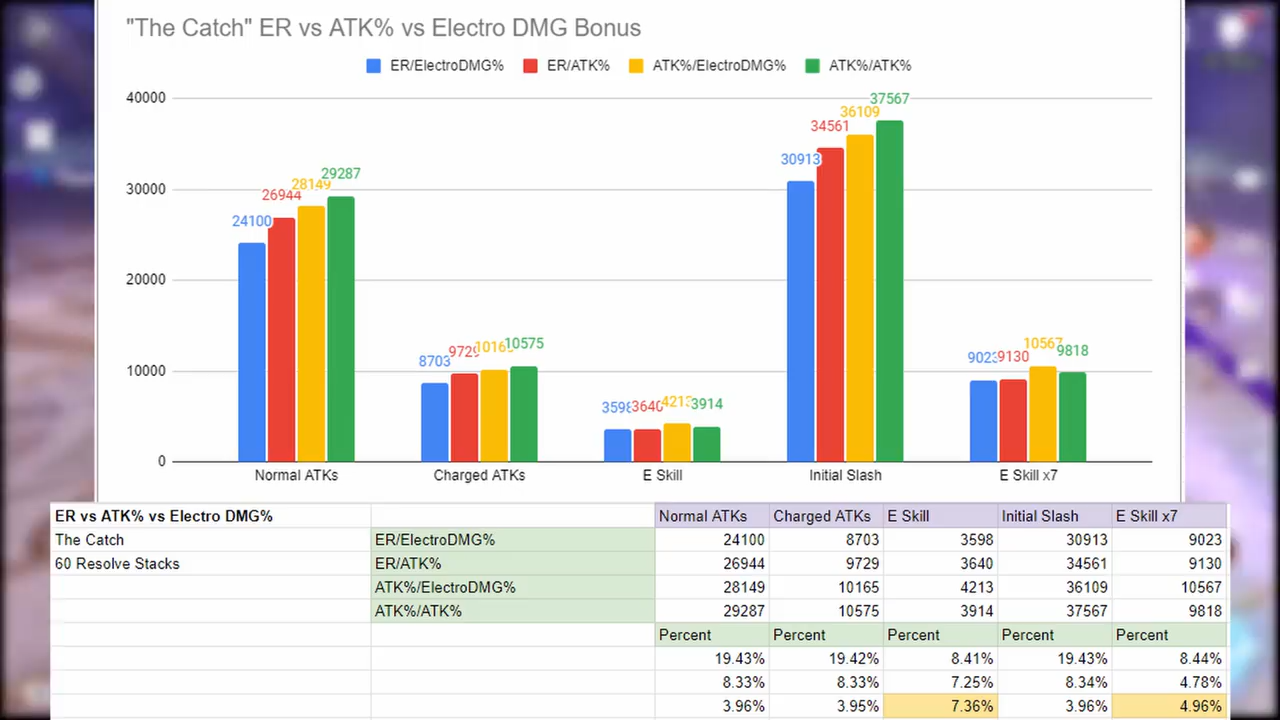 "The Catch" ER vs ATK% vs Electro DMG Bonus
ER/ElectroDMG% ER/ATK% ATK%/ElectroDMG% ATK%/ATK%
40000
30000
20000
10000
0
24100 26944 28149 29287
8703 9729 10165 10575
3598 3640 4213 3914
30913 34561 36109 37567
9023 9130 10567 9818
Normal ATKs Charged ATKs E Skill Initial Slash E Skill x7
ER vs ATK% vs Electro DMG% Normal ATKs Charged ATKs E Skill Initial Slash E Skill x7
The Catch ER/ElectroDMG% 24100 8703 3598 30913 9023
60 Resolve Stacks ER/ATK% 26944 9729 3640 34561 9130
ATK%/ElectroDMG% 28149 10165 4213 36109 10567
ATK%/ATK% 29287 10575 3914 37567 9818
Percent Percent Percent Percent Percent
19.43% 19.42% 8.41% 19.43% 8.44%
8.33% 8.33% 7.25% 8.34% 4.78%
3.96% 3.95% 7.36% 3.96% 4.96%